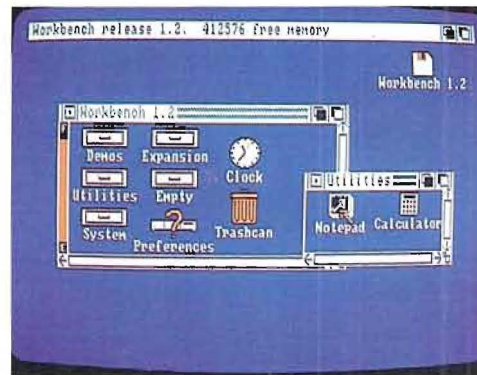 Workbench release 1.2. 412576 free memory
Workbench 1.2
Workbench 1.2
Demos Expansion
Clock
Utilities
Utilities Empty
Notepad Calculator
System Trashcan
Preferences